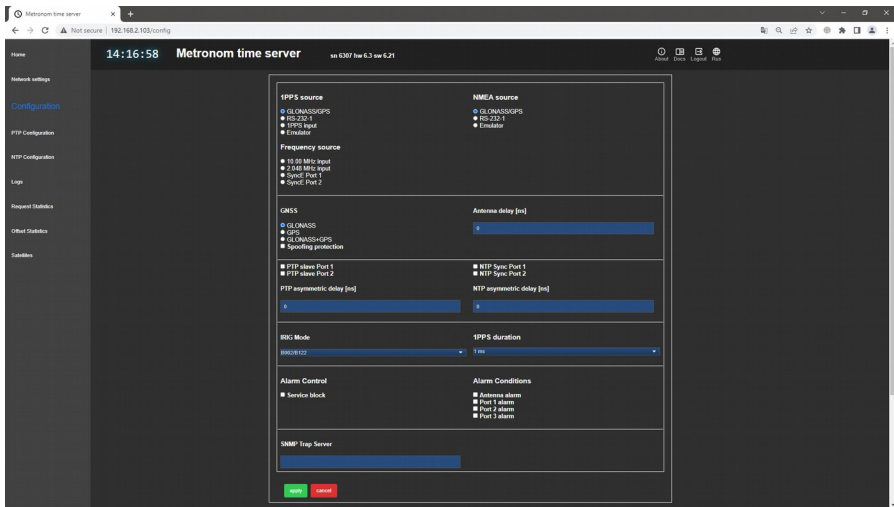 Metronom time server
Not secure | 192.168.2.103/config
14:16:58
Metronom time server
sn 6307 hw 6.3 sw 6.21
About
Docs
Logout
Rus
Home
Network settings
Configuration
PTP Configuration
NTP Configuration
Logs
Request Statistics
Offset Statistics
Satellites
1PPS source
GLONASS/GPS
RS-232-1
1PPS input
Emulator
NMEA source
GLONASS/GPS
RS-232-1
Emulator
Frequency source
10.00 MHz input
2.048 MHz input
SyncE Port 1
SyncE Port 2
GNSS
GLONASS
GPS
GLONASS+GPS
Spoofing protection
Antenna delay [ns]
0
PTP slave Port 1
PTP slave Port 2
NTP Sync Port 1
NTP Sync Port 2
PTP asymmetric delay [ns]
0
NTP asymmetric delay [ns]
0
IRIG Mode
B002/B122
1PPS duration
1 ms
Alarm Control
Service block
Alarm Conditions
Antenna alarm
Port 1 alarm
Port 2 alarm
Port 3 alarm
SNMP Trap Server
apply
cancel